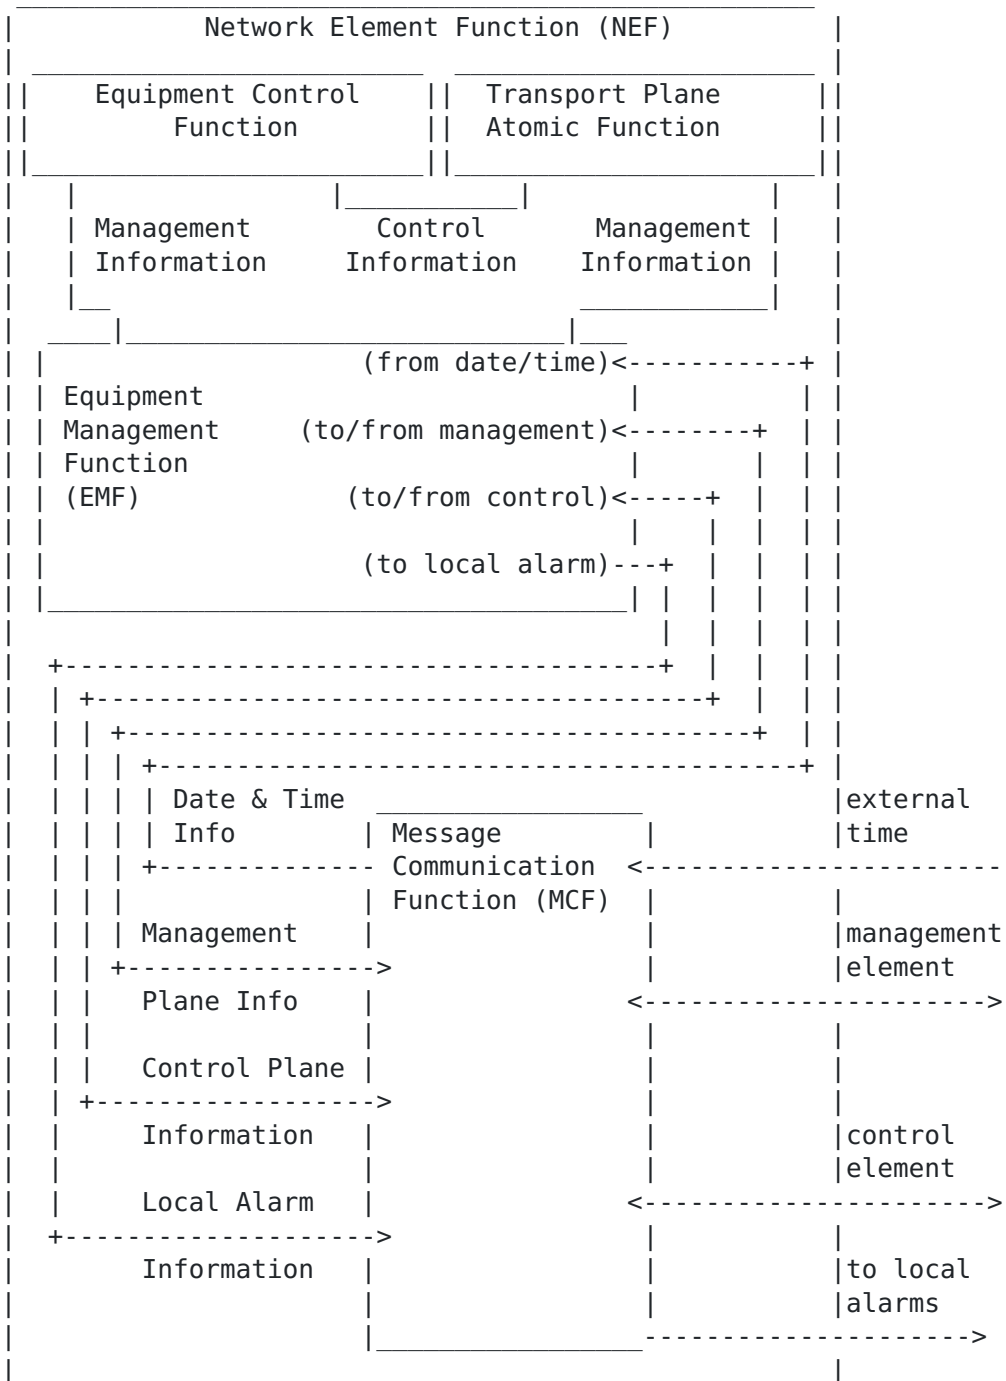 Network Element Function (NEF)
Equipment Control Transport Plane
Function Atomic Function
Management Control Management
Information Information Information
(from date/time)
Equipment
Management (to/from management)
Function
(EMF) (to/from control)
(to local alarm)
Date & Time external
Info Message time
Communication
Function (MCF)
Management management
element
Plane Info
Control Plane
Information control
element
Local Alarm
Information to local
alarms